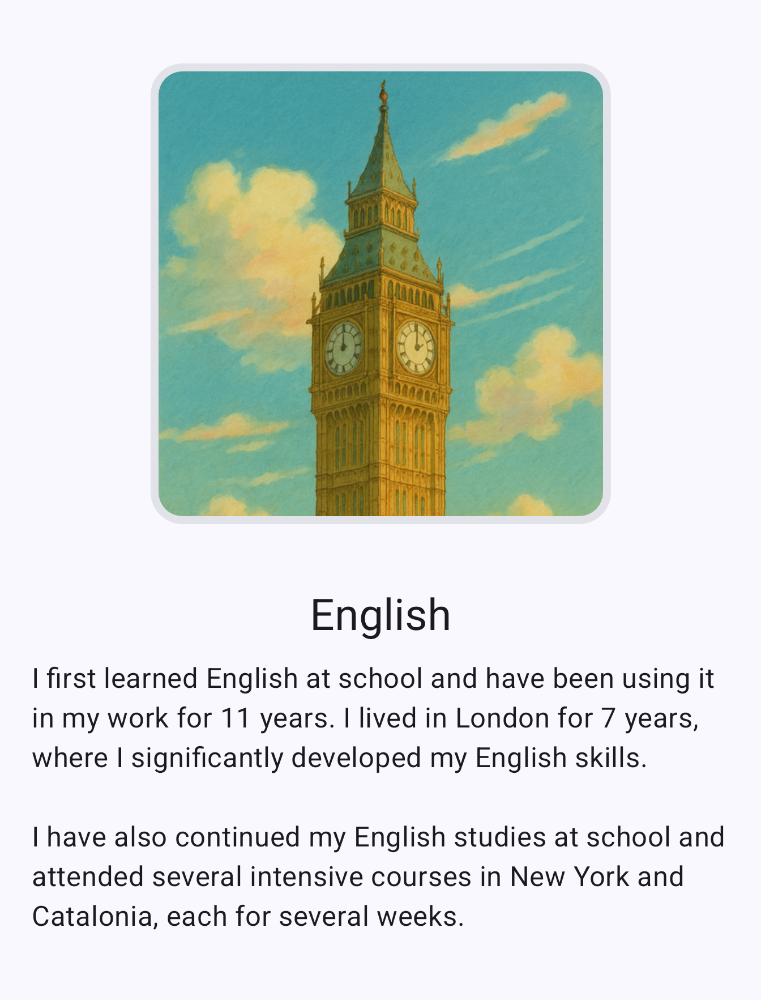 English
I first learned English at school and have been using it
in my work for 11 years. I lived in London for 7 years,
where I significantly developed my English skills.
I have also continued my English studies at school and
attended several intensive courses in New York and
Catalonia, each for several weeks.